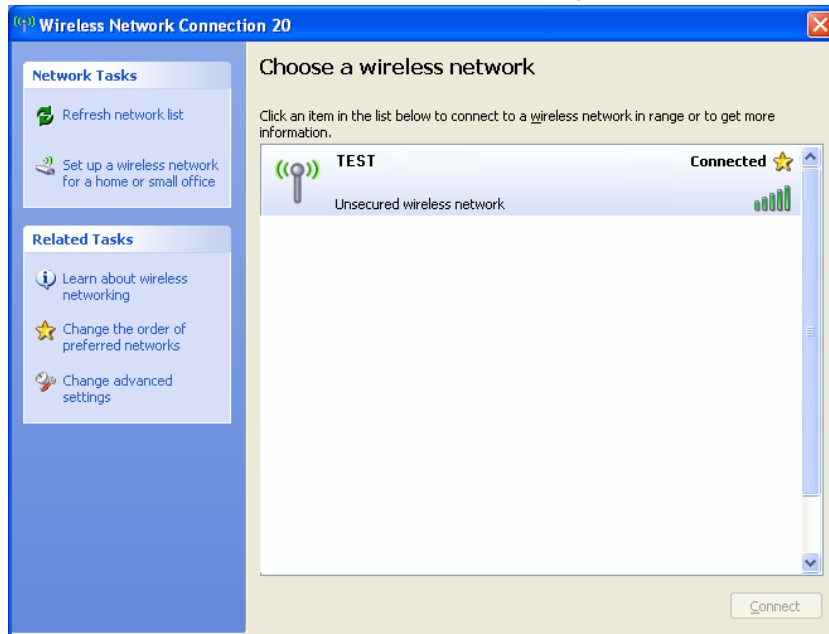 Wireless Network Connection 20
Network Tasks
Refresh network list
Set up a wireless network
for a home or small office
Related Tasks
Learn about wireless
networking
Change the order of
preferred networks
Change advanced
settings
Choose a wireless network
Click an item in the list below to connect to a wireless network in range or to get more
information.
TEST
Connected
Unsecured wireless network
Connect